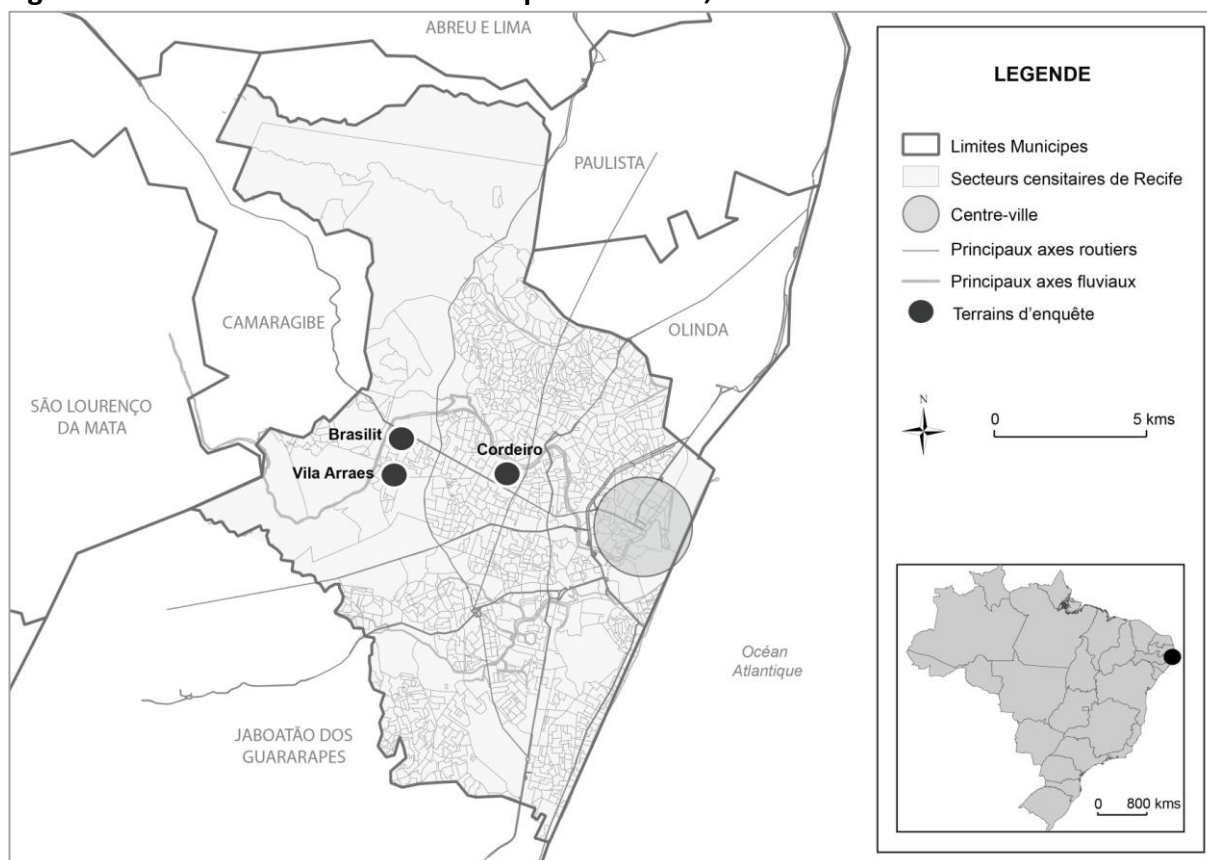 ABREU E LIMA
PAULISTA
CAMARAGIBE
OLINDA
SÃO LOURENÇO
DA MATA
Brasilit
Cordeiro
Vila Arraes
Océan
Atlantique
JABOATÃO DOS
GUARARAPES
LEGENDE
Limites Municipes
Secteurs censitaires de Recife
Centre-ville
Principaux axes routiers
Principaux axes fluviaux
Terrains d'enquête
N
0 5 kms
0 800 kms